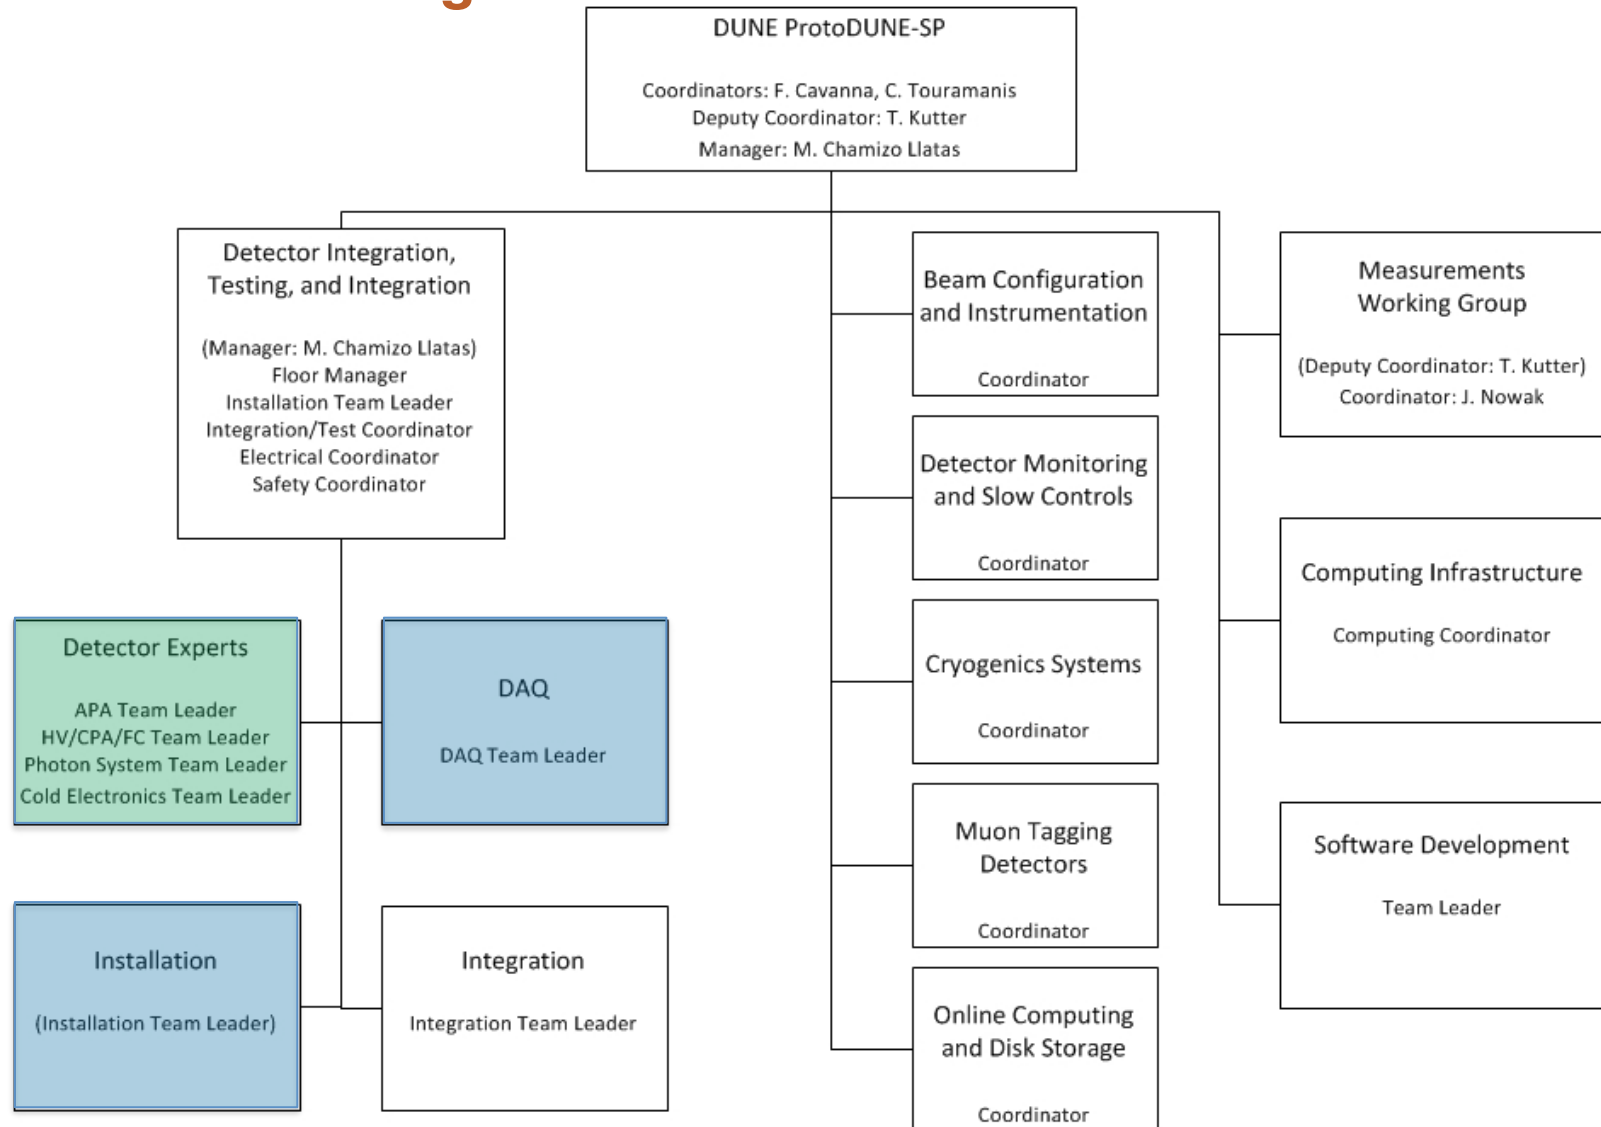 DUNE ProtoDUNE-SP
Coordinators: F. Cavanna, C. Touramanis
Deputy Coordinator: T. Kutter
Manager: M. Chamizo Llatas
Detector Integration,
Testing, and Integration
(Manager: M. Chamizo Llatas)
Floor Manager
Installation Team Leader
Integration/Test Coordinator
Electrical Coordinator
Safety Coordinator
Detector Experts
APA Team Leader
HV/CPA/FC Team Leader
Photon System Team Leader
Cold Electronics Team Leader
DAQ
DAQ Team Leader
Installation
(Installation Team Leader)
Integration
Integration Team Leader
Beam Configuration
and Instrumentation
Coordinator
Detector Monitoring
and Slow Controls
Coordinator
Cryogenics Systems
Coordinator
Muon Tagging
Detectors
Coordinator
Online Computing
and Disk Storage
Coordinator
Measurements
Working Group
(Deputy Coordinator: T. Kutter)
Coordinator: J. Nowak
Computing Infrastructure
Computing Coordinator
Software Development
Team Leader